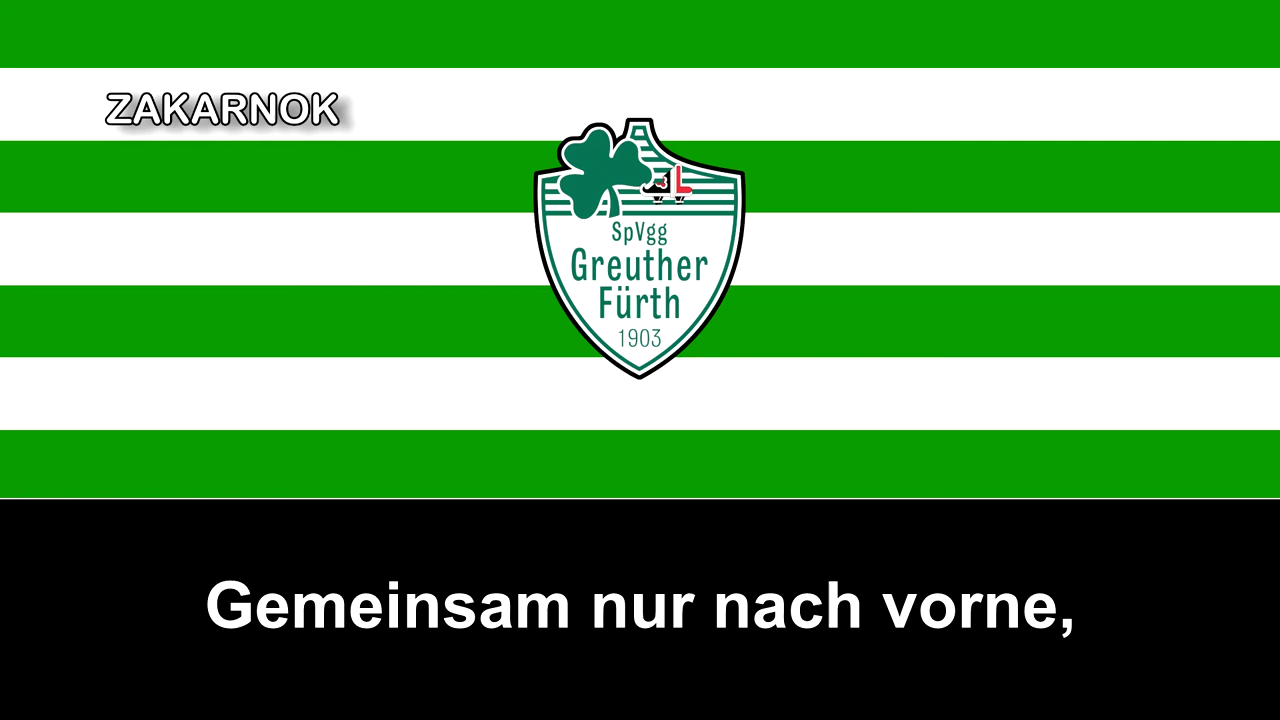 ZAKARNOK
SpVgg
Greuther
Fürth
1903
Gemeinsam nur nach vorne,